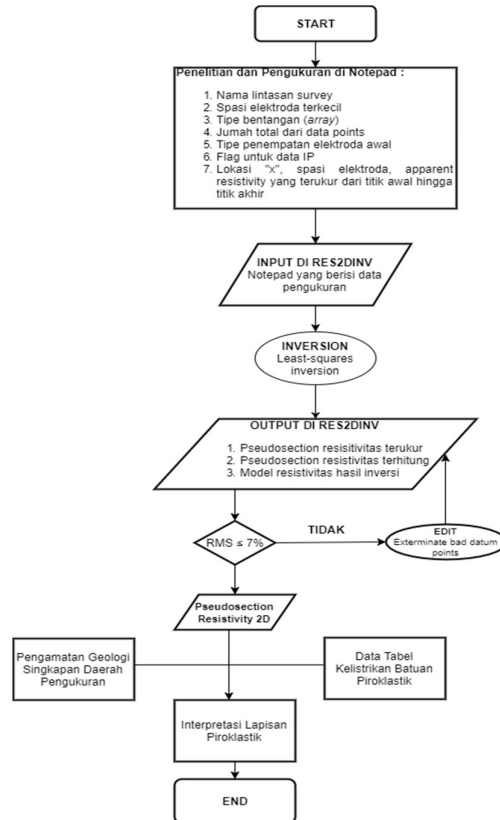 START
Penelitian dan Pengukuran di Notepad :
1. Nama lintasan survey
2. Spasi elektroda terkecil
3. Tipe bentangan (array)
4. Jumah total dari data points
5. Tipe penempatan elektroda awal
6. Flag untuk data IP
7. Lokasi "x", spasi elektroda, apparent
resistivity yang terukur dari titik awal hingga
titik akhir
INPUT DI RES2DINV
Notepad yang berisi data
pengukuran
INVERSION
Least-squares
inversion
OUTPUT DI RES2DINV
1. Pseudosection resisitivitas terukur
2. Pseudosection resistivitas terhitung
3. Model resistivitas hasil inversi
RMS ≤ 7%
TIDAK
EDIT
Exterminate bad datum
points
Pseudosection
Resistivity 2D
Pengamatan Geologi
Singkapan Daerah
Pengukuran
Data Tabel
Kelistrikan Batuan
Piroklastik
Interpretasi Lapisan
Piroklastik
END